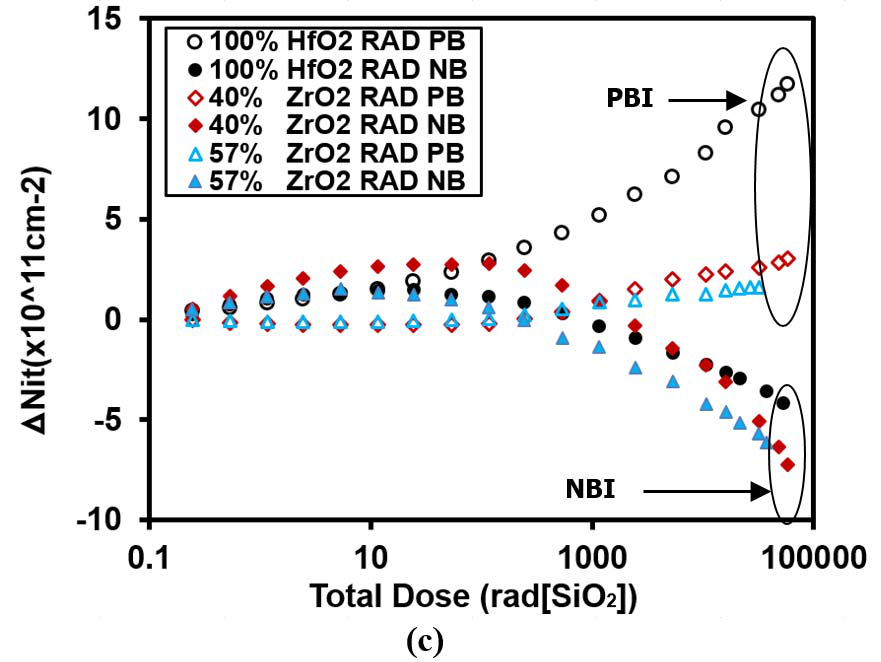 15
10
5
0
-5
-10
ΔNit(x10^11cm-2)
100% HfO2 RAD PB
100% HfO2 RAD NB
40% ZrO2 RAD PB
40% ZrO2 RAD NB
57% ZrO2 RAD PB
57% ZrO2 RAD NB
PBI
NBI
0.1 10 1000 100000
Total Dose (rad[SiO₂])
(c)